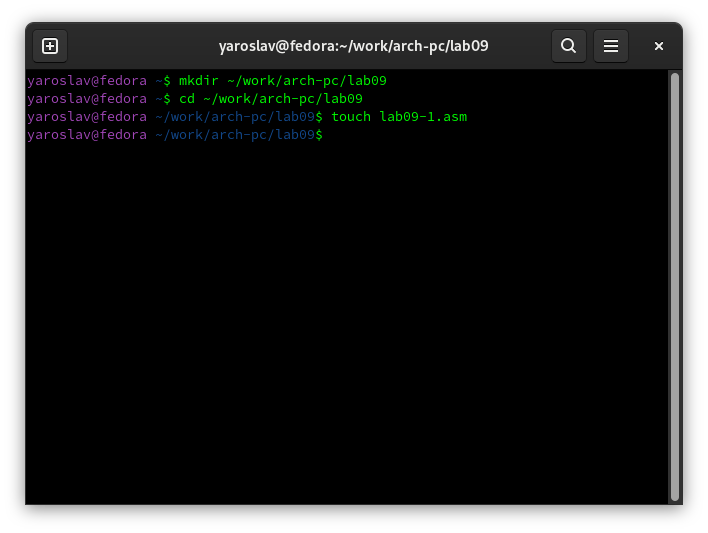 yaroslav@fedora:~/work/arch-pc/lab09
yaroslav@fedora ~$ mkdir ~/work/arch-pc/lab09
yaroslav@fedora ~$ cd ~/work/arch-pc/lab09
yaroslav@fedora ~/work/arch-pc/lab09$ touch lab09-1.asm
yaroslav@fedora ~/work/arch-pc/lab09$